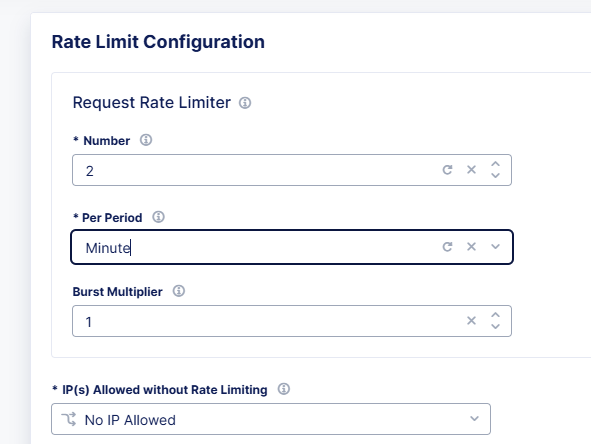 Rate Limit Configuration
Request Rate Limiter
* Number
2
* Per Period
Minute
Burst Multiplier
1
* IP(s) Allowed without Rate Limiting
No IP Allowed